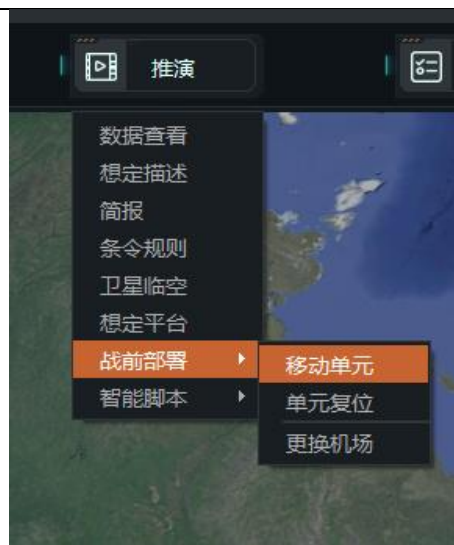 推演
数据查看
想定描述
简报
条令规则
卫星临空
想定平台
战前部署
移动单元
智能脚本
单元复位
更换机场